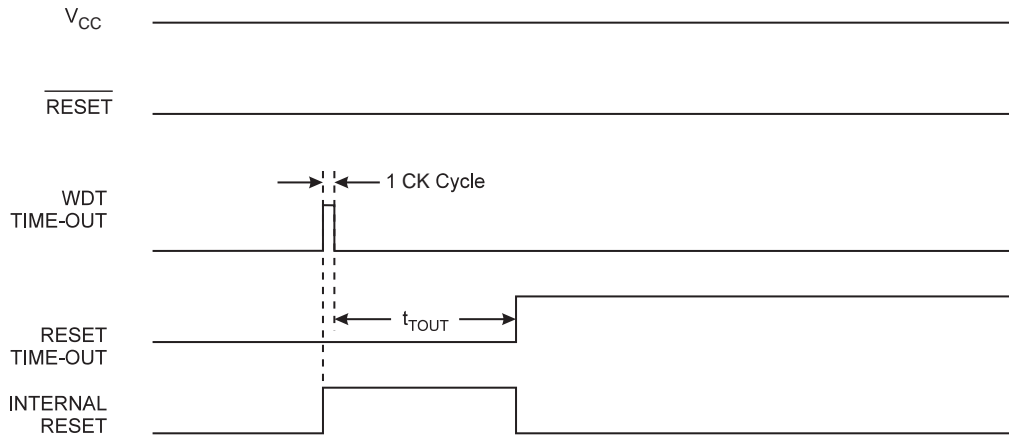 VCC
RESET
1 CK Cycle
WDT
TIME-OUT
tTOUT
RESET
TIME-OUT
INTERNAL
RESET